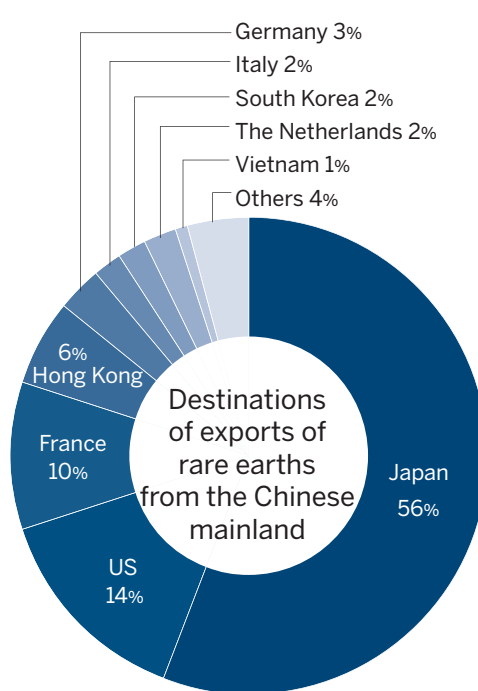 Germany 3%
Italy 2%
South Korea 2%
The Netherlands 2%
Vietnam 1%
Others 4%
6%
Hong Kong
France
10%
US
14%
Japan
56%
Destinations
of exports of
rare earths
from the Chinese
mainland